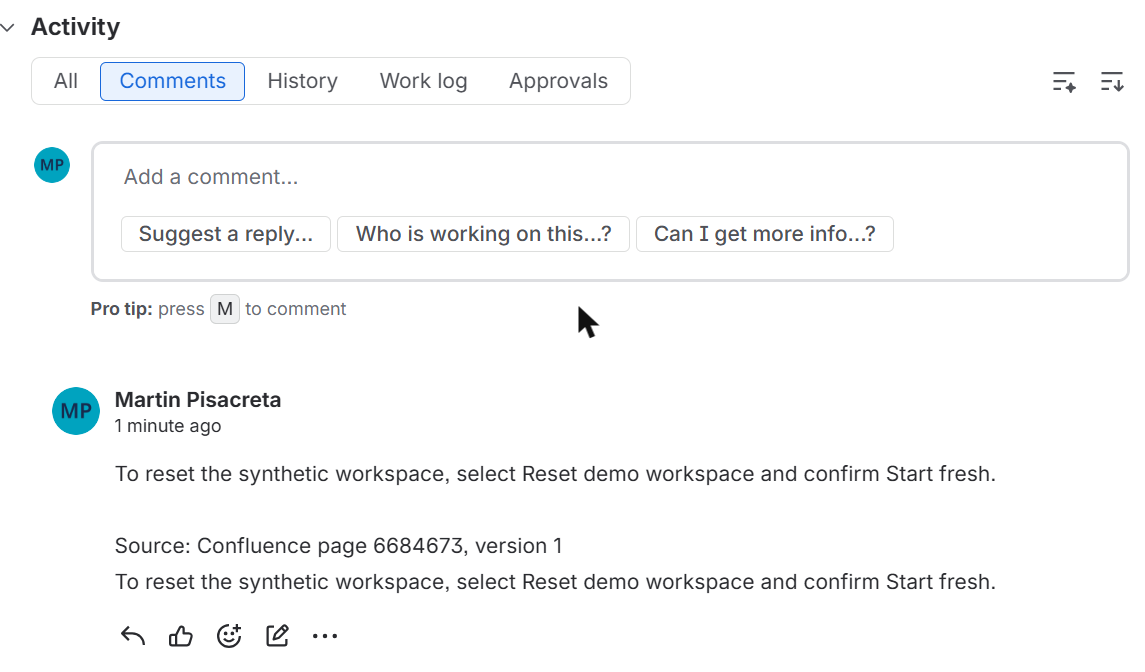 Activity
All Comments History Work log Approvals
MP
Add a comment...
Suggest a reply... Who is working on this...? Can I get more info...?
Pro tip: press M to comment
MP
Martin Pisacreta
1 minute ago
To reset the synthetic workspace, select Reset demo workspace and confirm Start fresh.
Source: Confluence page 6684673, version 1
To reset the synthetic workspace, select Reset demo workspace and confirm Start fresh.